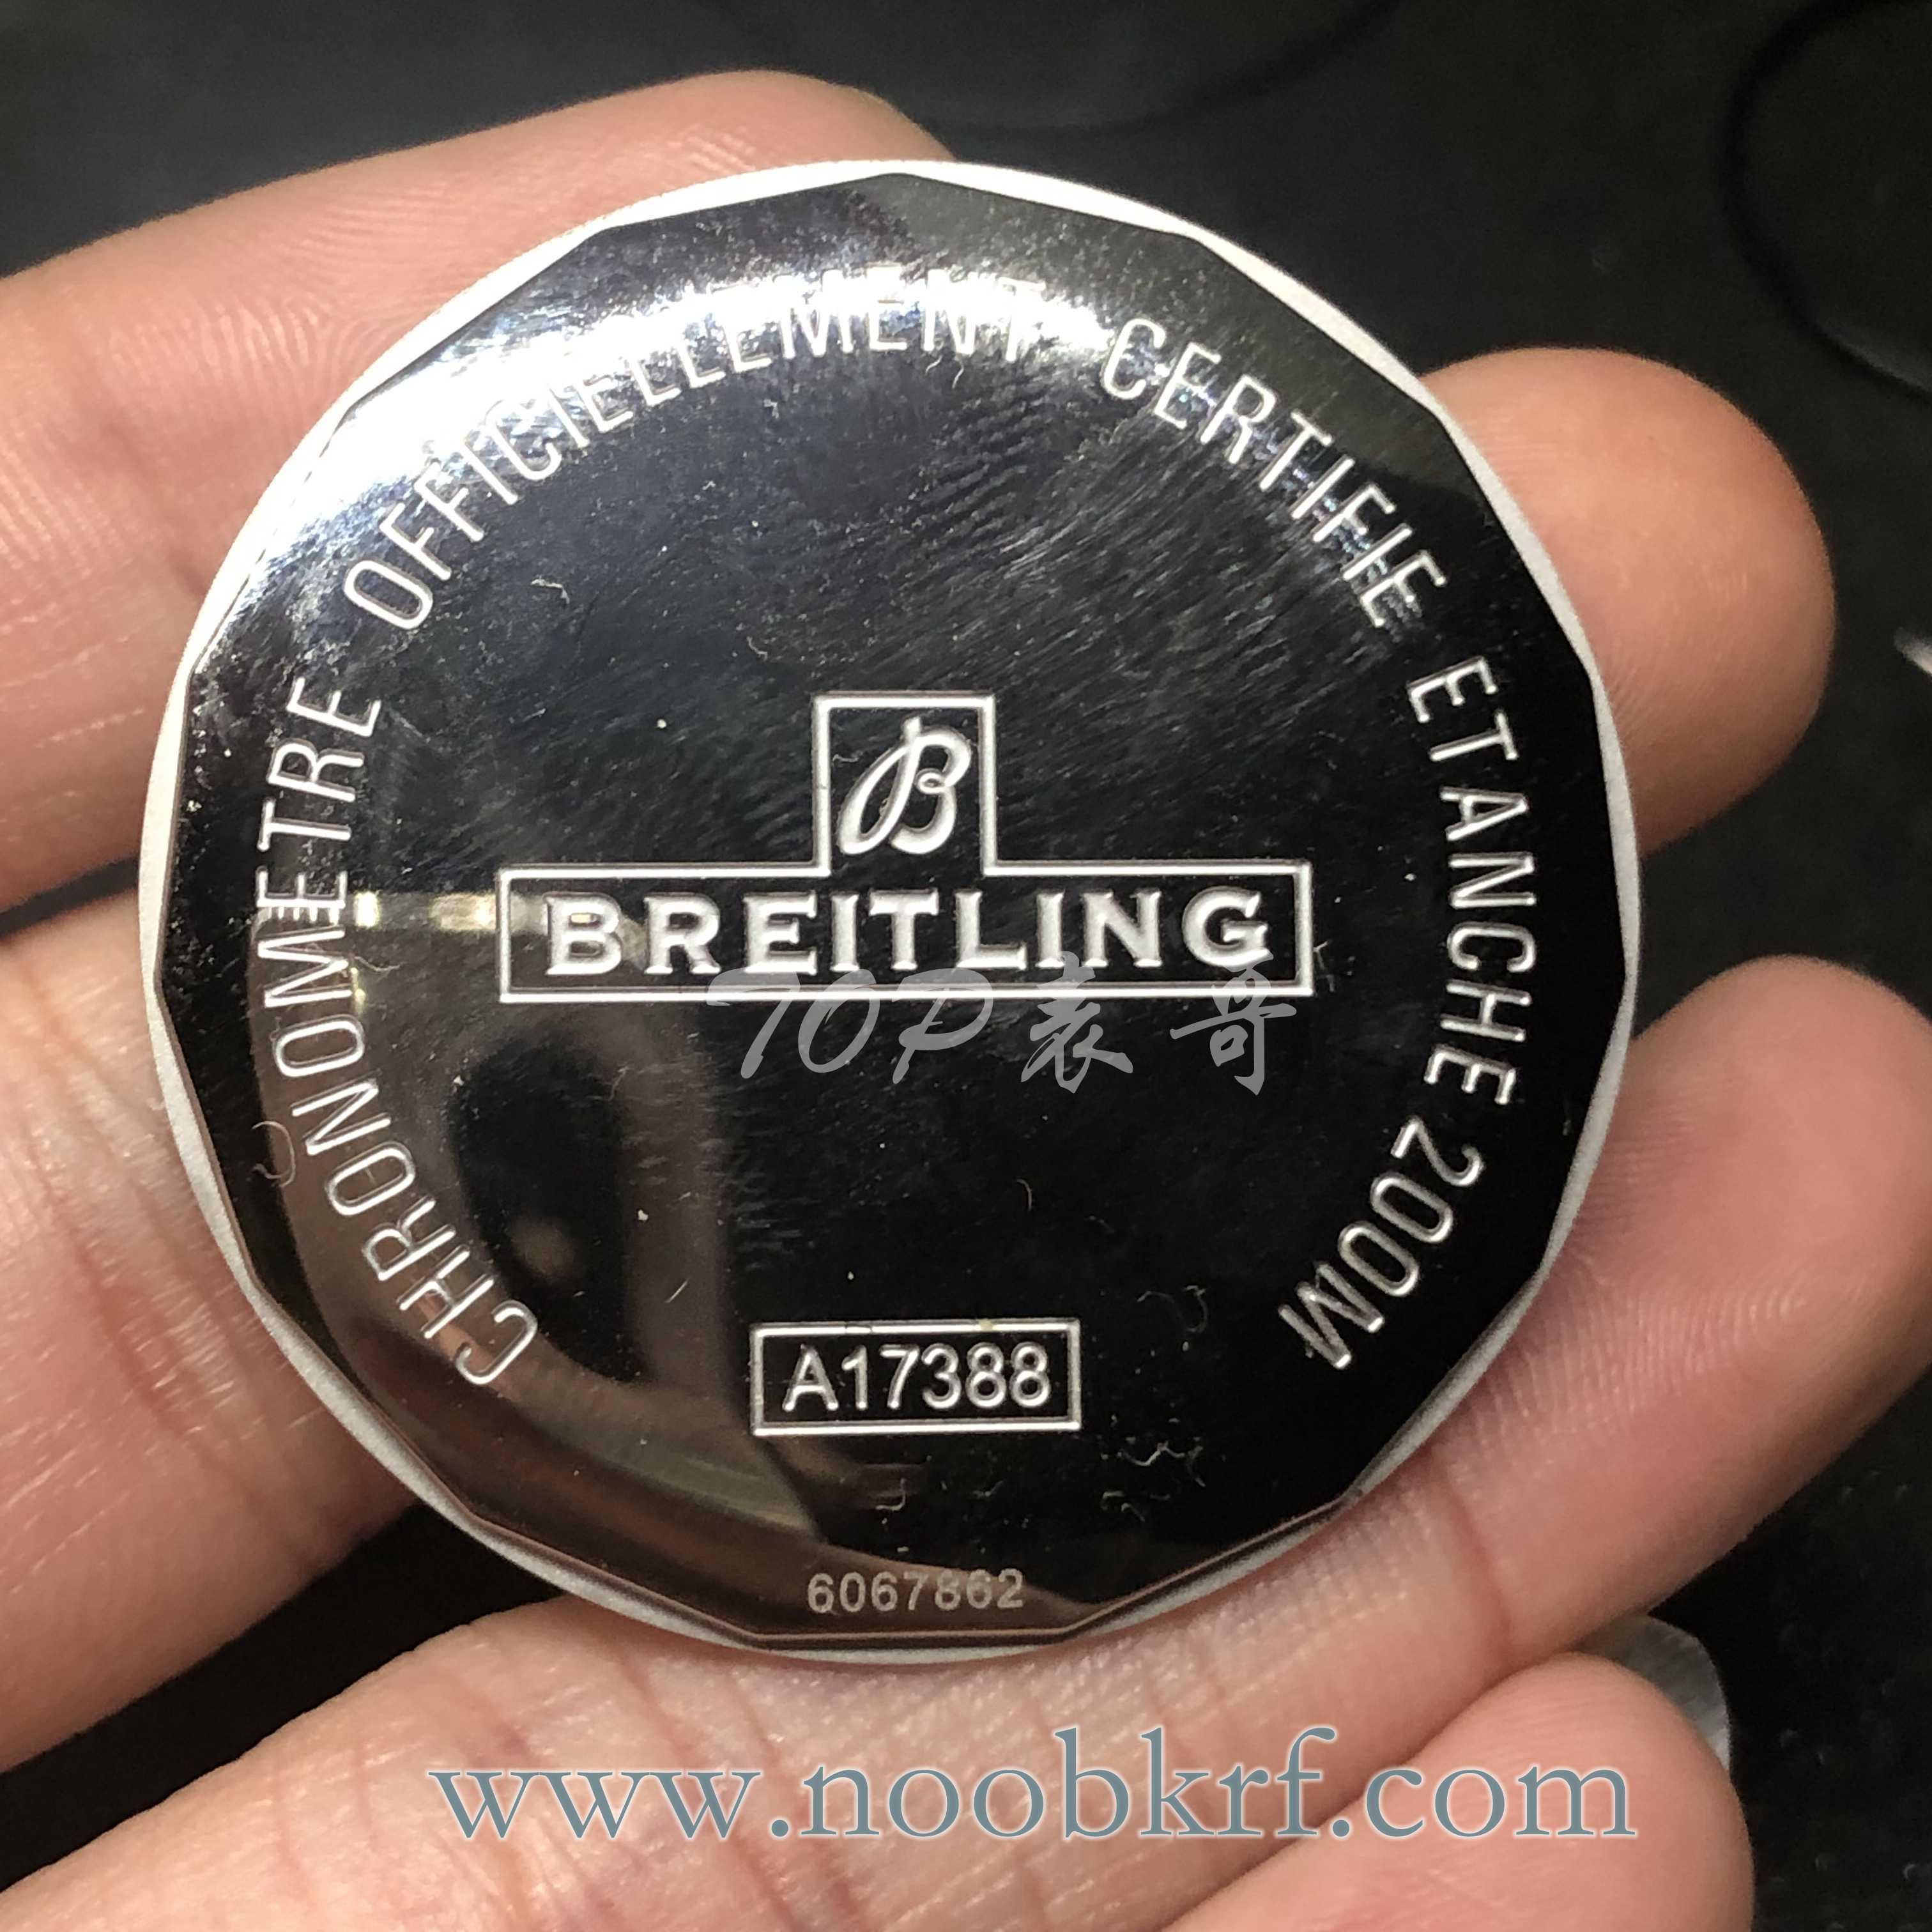 CHRONOMETRE OFFICIELLEMENT CERTIFIE ETANCHE 200M
B
BREITLING
TOP表哥
A17388
6067862
www.noobkrf.com